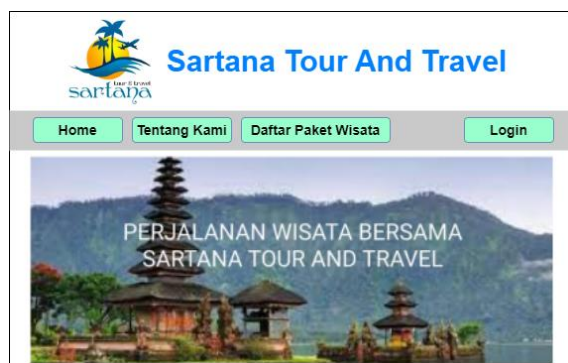 Sartana Tour And Travel
tour & travel
sartana
Home
Tentang Kami
Daftar Paket Wisata
Login
PERJALANAN WISATA BERSAMA
SARTANA TOUR AND TRAVEL